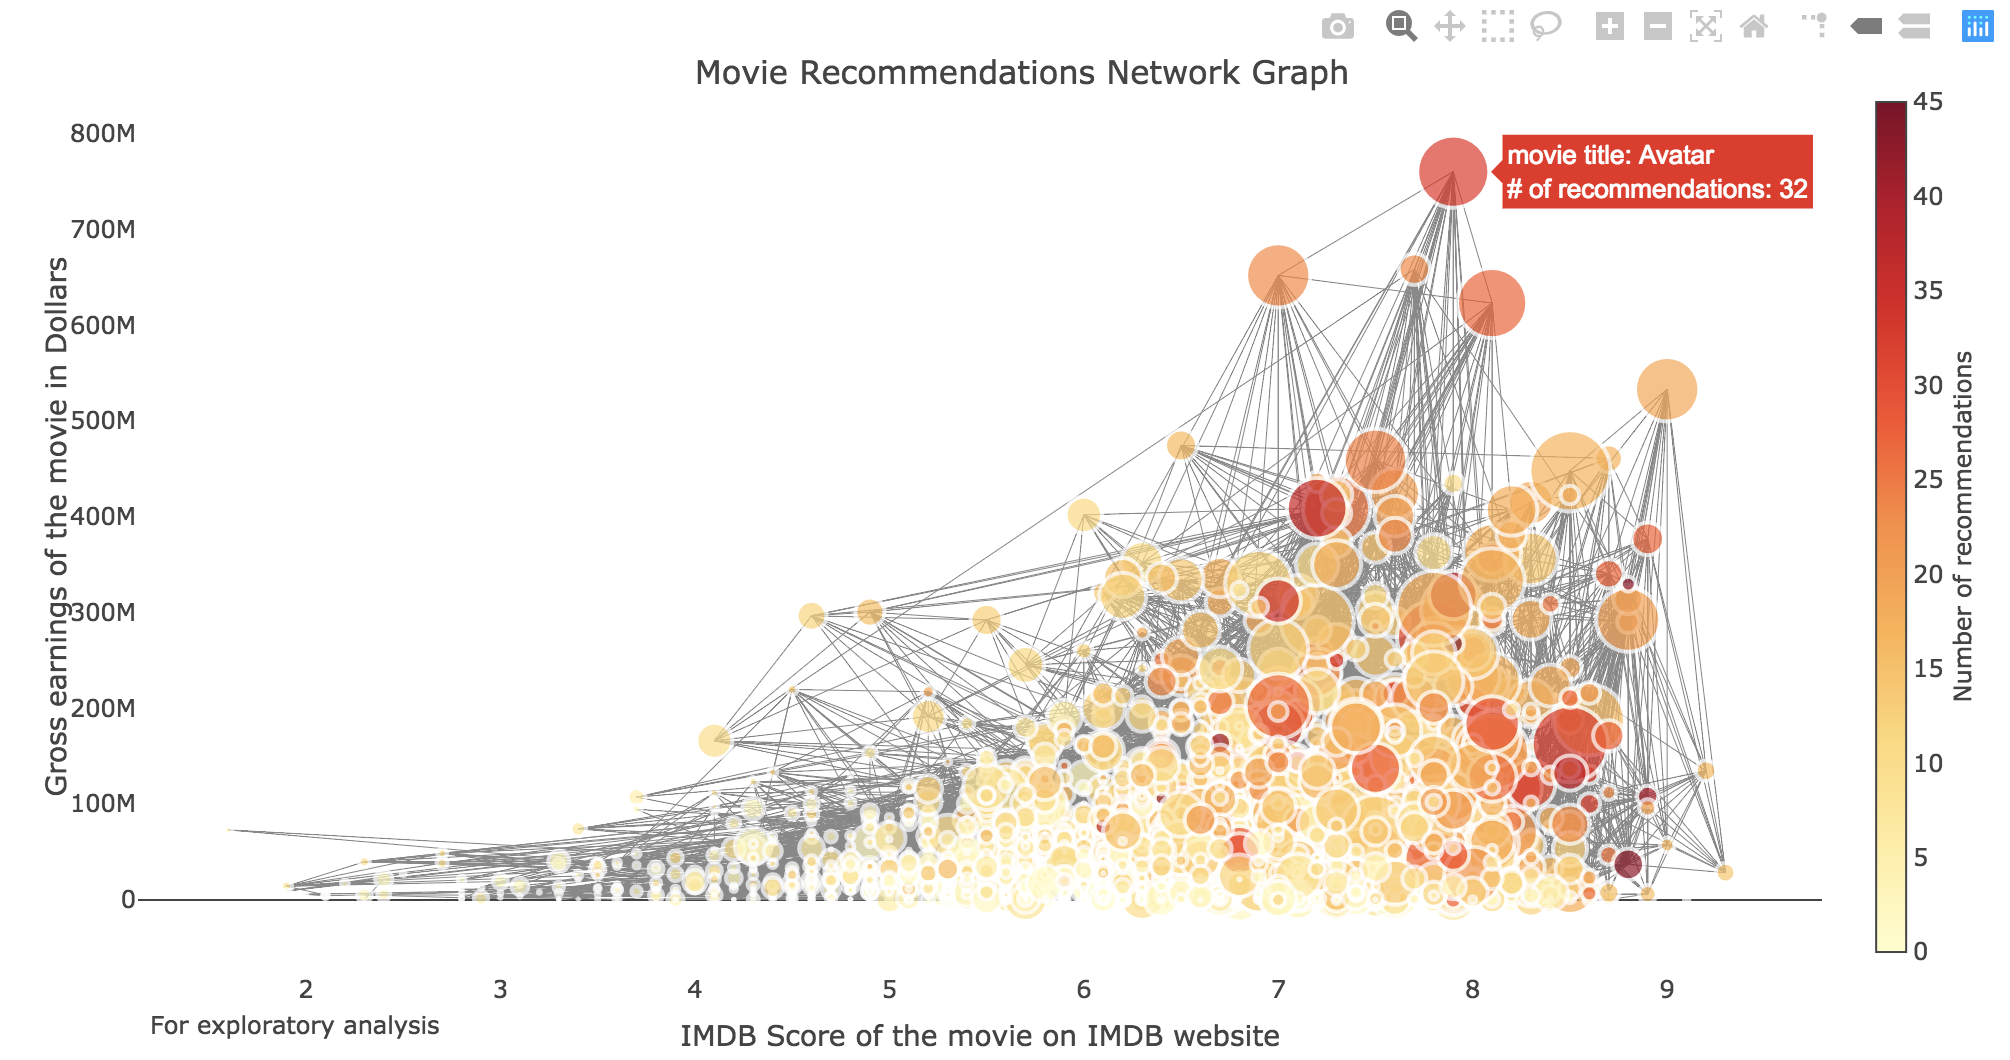 Movie Recommendations Network Graph
800M
700M
600M
500M
400M
300M
200M
100M
0
Gross earnings of the movie in Dollars
movie title: Avatar
# of recommendations: 32
45
40
35
30
25
20
15
10
5
0
Number of recommendations
2
3
4
5
6
7
8
9
IMDB Score of the movie on IMDB website
For exploratory analysis